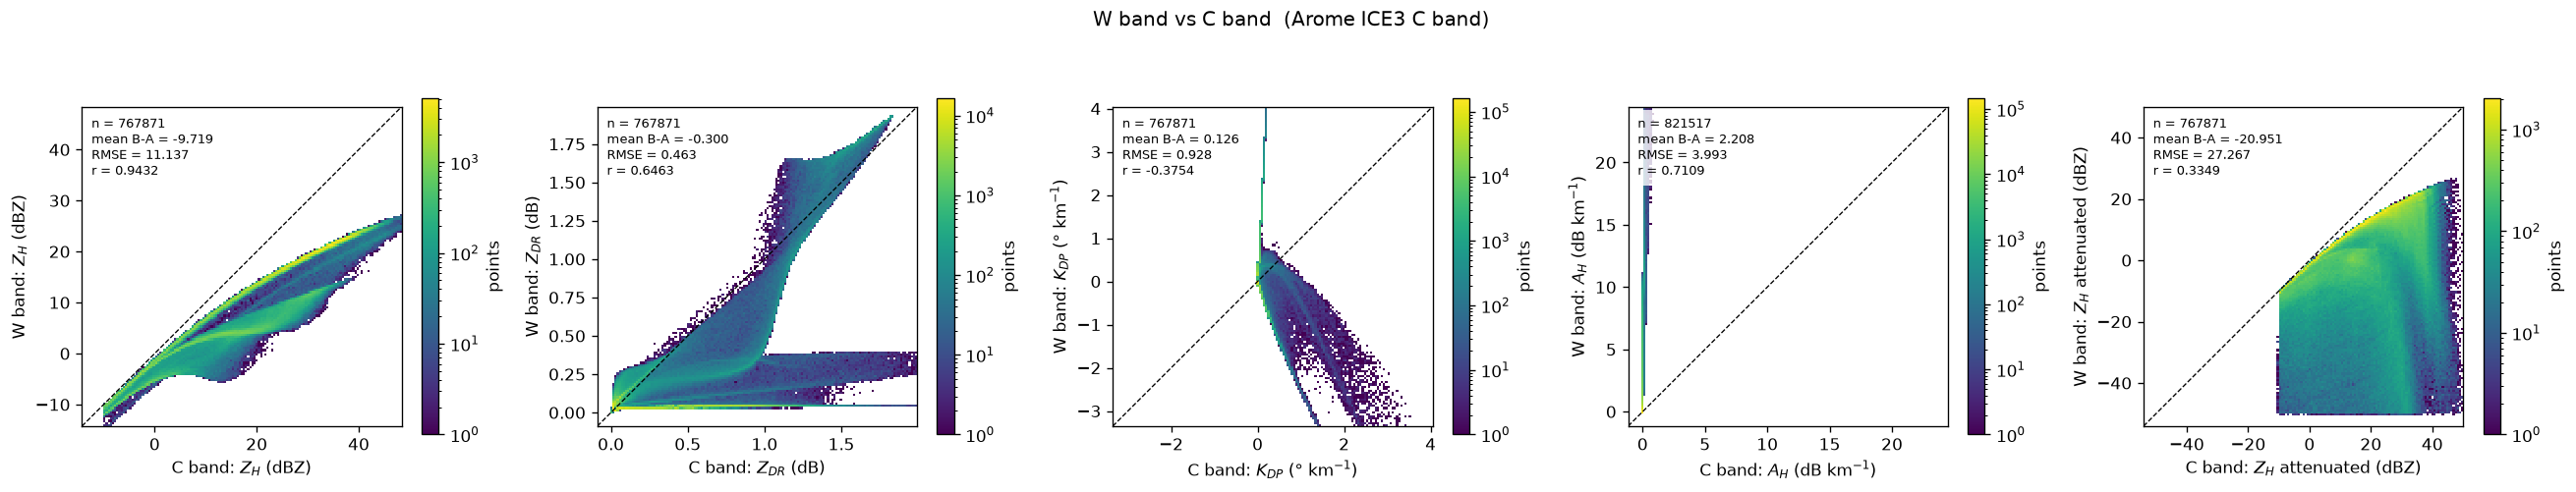 W band vs C band  (Arome ICE3 C band)
n = 767871
mean B-A = -9.719
RMSE = 11.137
r = 0.9432
W band: Z_H (dBZ)
40
30
20
10
0
−10
0
20
40
C band: Z_H (dBZ)
10^3
10^2
10^1
10^0
points
n = 767871
mean B-A = -0.300
RMSE = 0.463
r = 0.6463
W band: Z_DR (dB)
1.75
1.50
1.25
1.00
0.75
0.50
0.25
0.00
0.0
0.5
1.0
1.5
C band: Z_DR (dB)
10^4
10^3
10^2
10^1
10^0
points
n = 767871
mean B-A = 0.126
RMSE = 0.928
r = -0.3754
W band: K_DP (° km^−1)
4
3
2
1
0
−1
−2
−3
−2
0
2
4
C band: K_DP (° km^−1)
10^5
10^4
10^3
10^2
10^1
10^0
points
n = 821517
mean B-A = 2.208
RMSE = 3.993
r = 0.7109
W band: A_H (dB km^−1)
20
15
10
5
0
0
5
10
15
20
C band: A_H (dB km^−1)
10^5
10^4
10^3
10^2
10^1
10^0
points
n = 767871
mean B-A = -20.951
RMSE = 27.267
r = 0.3349
W band: Z_H attenuated (dBZ)
40
20
0
−20
−40
−40
−20
0
20
40
C band: Z_H attenuated (dBZ)
10^3
10^2
10^1
10^0
points